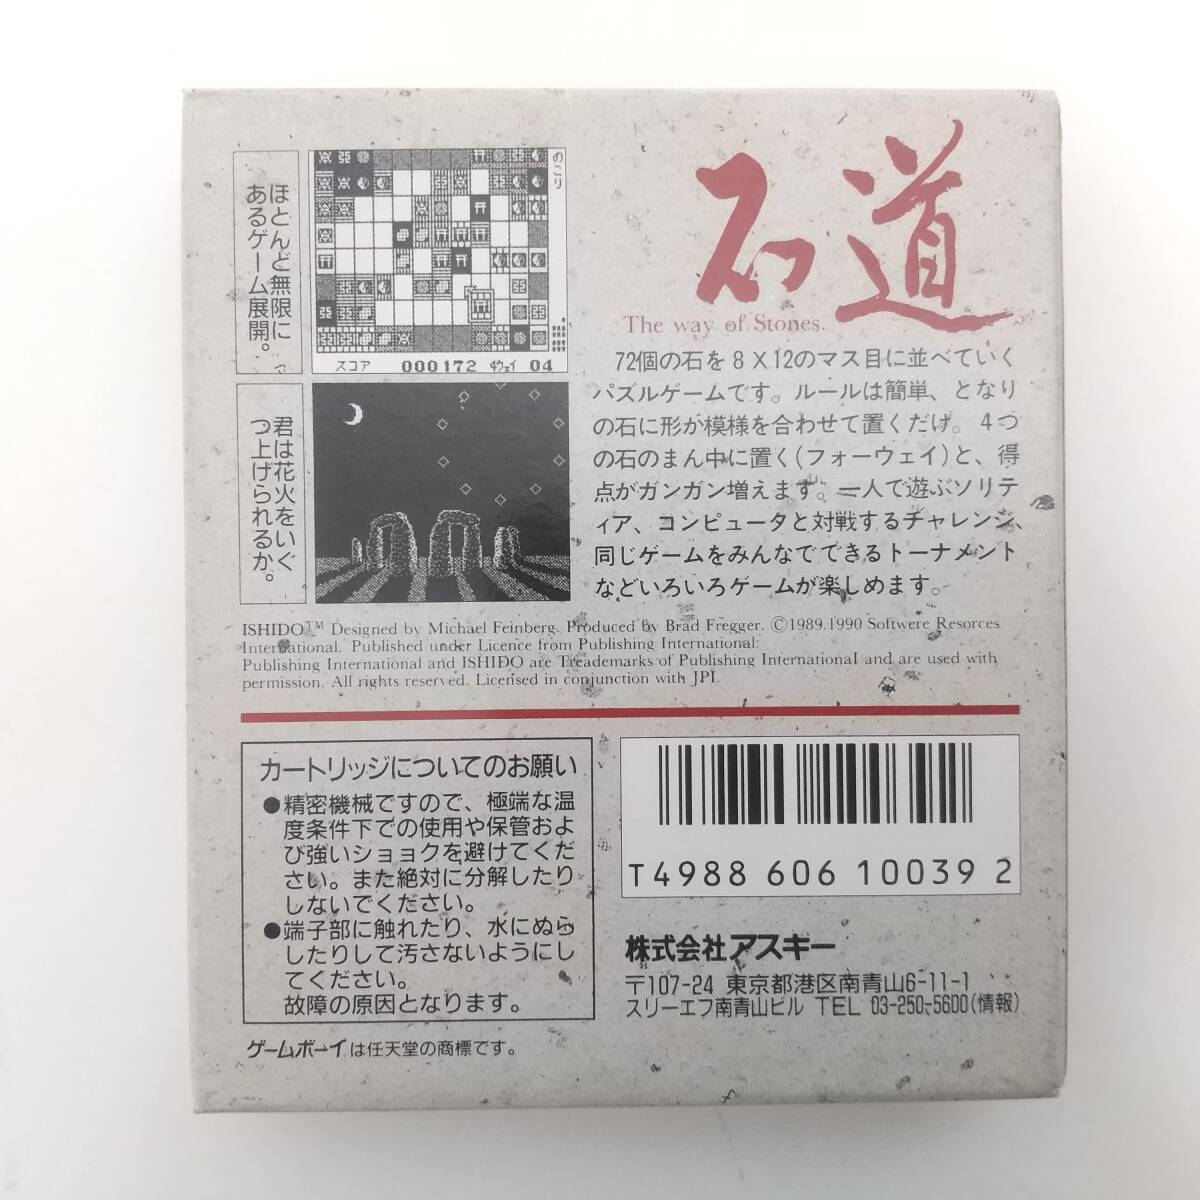 ほとんど無限に
あるゲーム展開。
のこり
スコア 000172 4ウェイ 04
君は花火をいくつ
つ上げられるか。
石道
The way of Stones.
72個の石を8×12のマス目に並べていく
パズルゲームです。ルールは簡単、となり
の石に形か模様を合わせて置くだけ。4つ
の石のまん中に置く(フォーウェイ)と、得
点がガンガン増えます。一人で遊ぶソリテ
ィア、コンピュータと対戦するチャレンジ、
同じゲームをみんなでできるトーナメント
などいろいろゲームが楽しめます。
ISHIDO™ Designed by Michael Feinberg. Produced by Brad Fregger. ©1989.1990 Softwere Resorces
International. Published under Licence from Publishing International.
Publishing International and ISHIDO are Treademarks of Publishing International and are used with
permission. All rights reserved. Licensed in conjunction with JPI.
カートリッジについてのお願い
●精密機械ですので、極端な温
度条件下での使用や保管およ
び強いショョクを避けてくだ
さい。また絶対に分解したり
しないでください。
●端子部に触れたり、水にぬら
したりして汚さないようにし
てください。
故障の原因となります。
ゲームボーイは任天堂の商標です。
T4988606100392
株式会社アスキー
〒107-24 東京都港区南青山6-11-1
スリーエフ南青山ビル TEL 03-250-5600(情報)